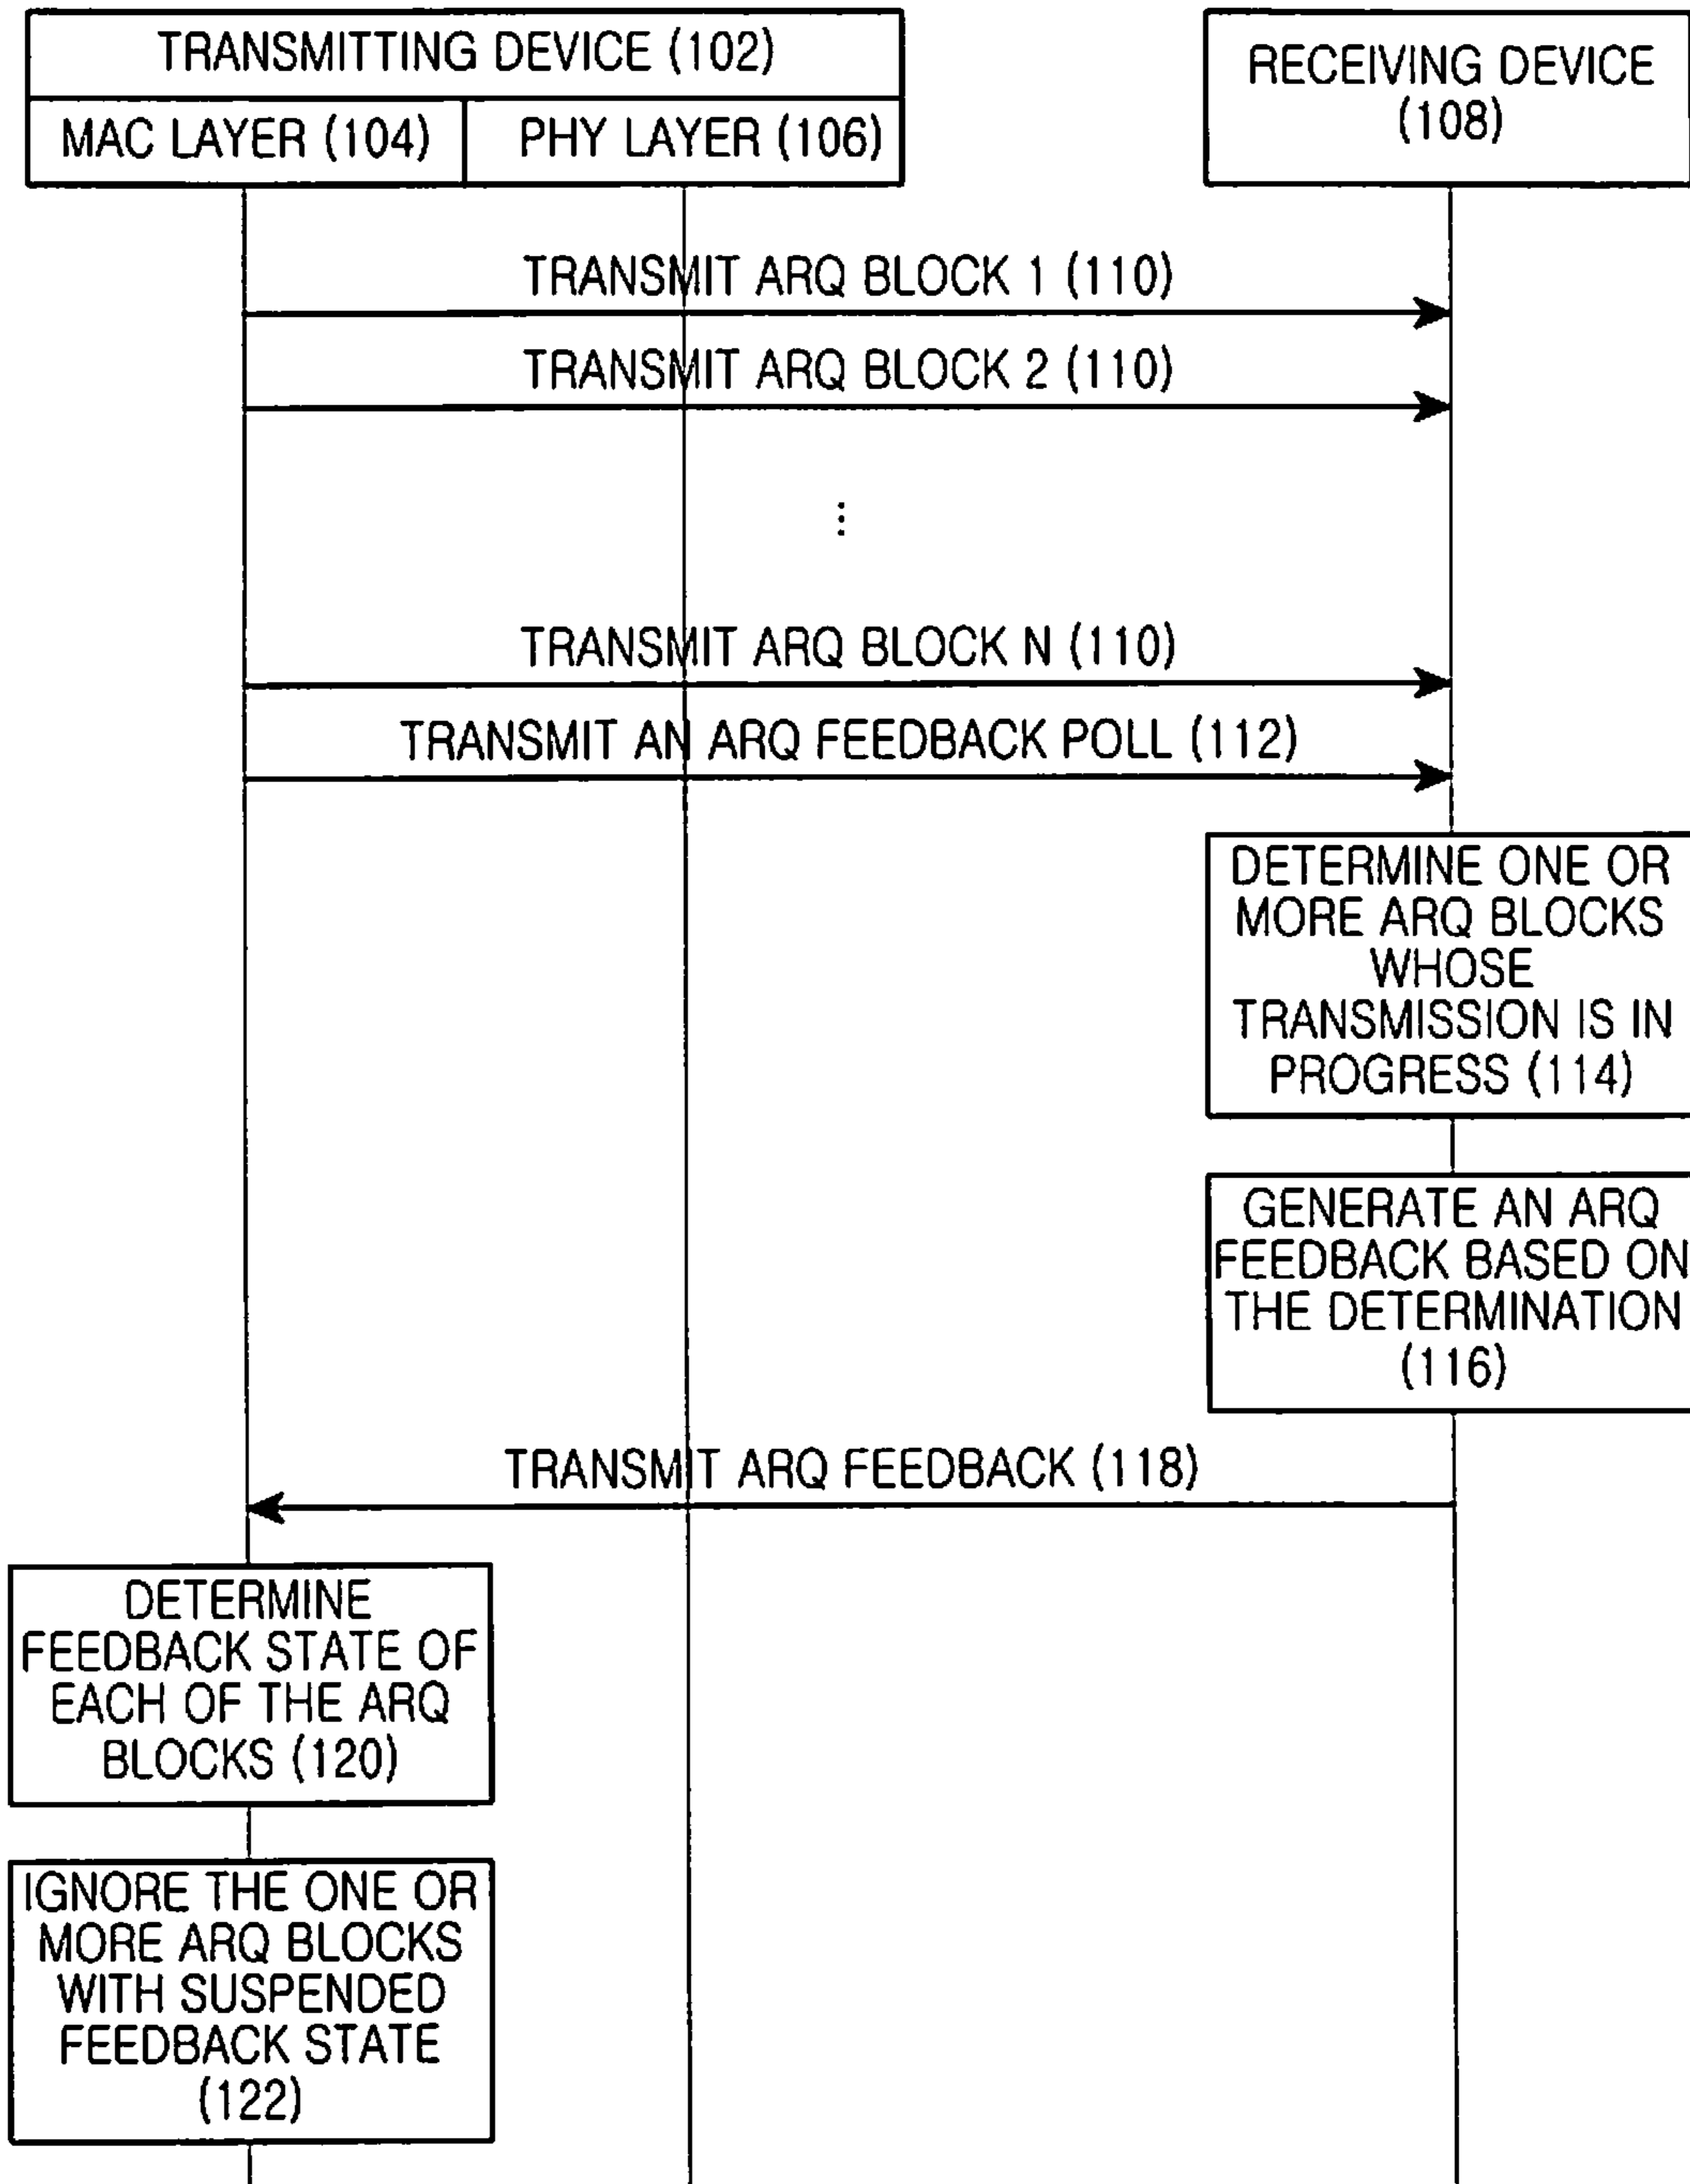 TRANSMITTING DEVICE (102)
MAC LAYER (104)
PHY LAYER (106)
RECEIVING DEVICE
(108)
TRANSMIT ARQ BLOCK 1 (110)
TRANSMIT ARQ BLOCK 2 (110)
⋮
TRANSMIT ARQ BLOCK N (110)
TRANSMIT AN ARQ FEEDBACK POLL (112)
DETERMINE ONE OR
MORE ARQ BLOCKS
WHOSE
TRANSMISSION IS IN
PROGRESS (114)
GENERATE AN ARQ
FEEDBACK BASED ON
THE DETERMINATION
(116)
TRANSMIT ARQ FEEDBACK (118)
DETERMINE
FEEDBACK STATE OF
EACH OF THE ARQ
BLOCKS (120)
IGNORE THE ONE OR
MORE ARQ BLOCKS
WITH SUSPENDED
FEEDBACK STATE
(122)